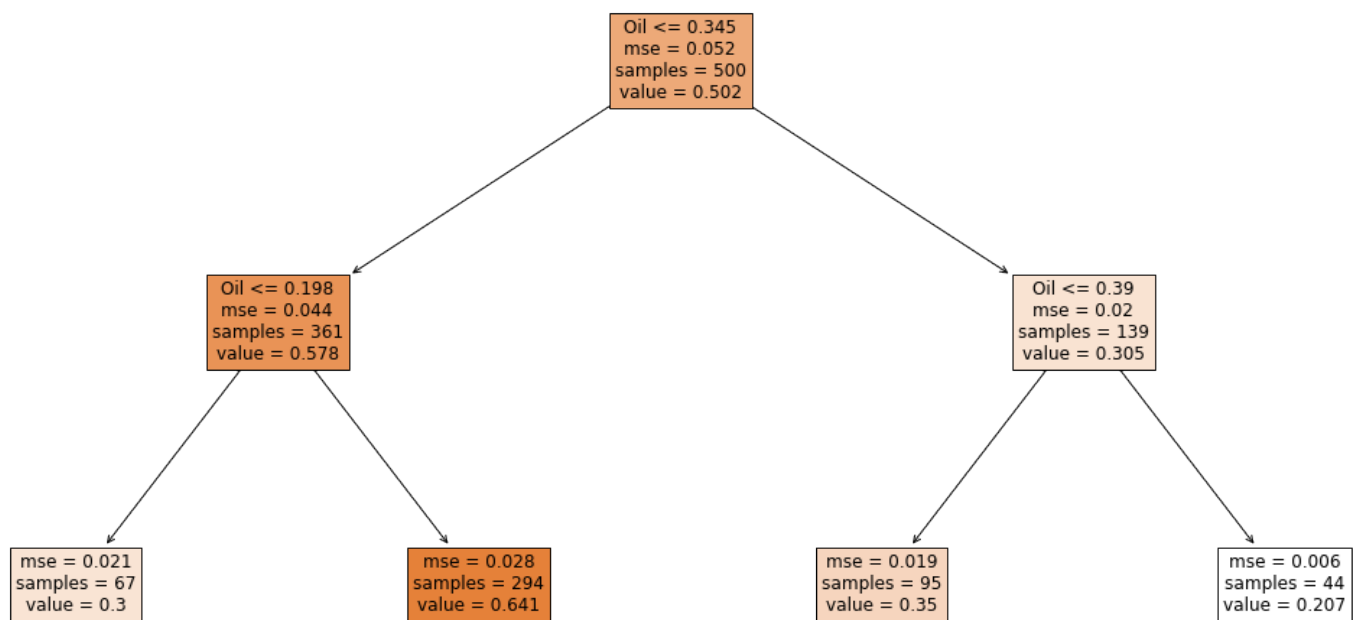 Oil <= 0.345
mse = 0.052
samples = 500
value = 0.502
Oil <= 0.198
mse = 0.044
samples = 361
value = 0.578
Oil <= 0.39
mse = 0.02
samples = 139
value = 0.305
mse = 0.021
samples = 67
value = 0.3
mse = 0.028
samples = 294
value = 0.641
mse = 0.019
samples = 95
value = 0.35
mse = 0.006
samples = 44
value = 0.207